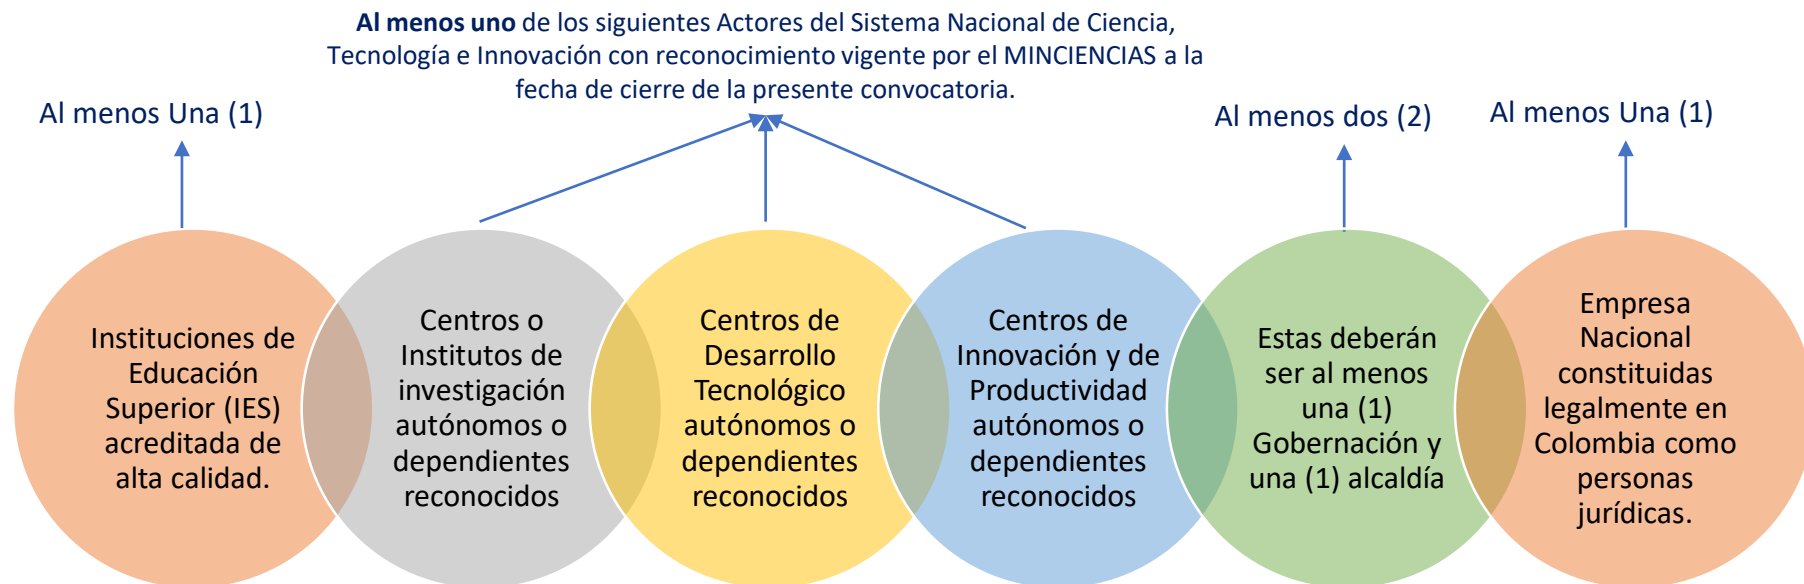 Al menos uno de los siguientes Actores del Sistema Nacional de Ciencia,
Tecnología e Innovación con reconocimiento vigente por el MINCIENCIAS a la
fecha de cierre de la presente convocatoria.
Al menos Una (1)
Al menos dos (2)
Al menos Una (1)
Instituciones de
Educación
Superior (IES)
acreditada de
alta calidad.
Centros o
Institutos de
investigación
autónomos o
dependientes
reconocidos
Centros de
Desarrollo
Tecnológico
autónomos o
dependientes
reconocidos
Centros de
Innovación y de
Productividad
autónomos o
dependientes
reconocidos
Estas deberán
ser al menos
una (1)
Gobernación y
una (1) alcaldía
Empresa
Nacional
constituidas
legalmente en
Colombia como
personas
jurídicas.